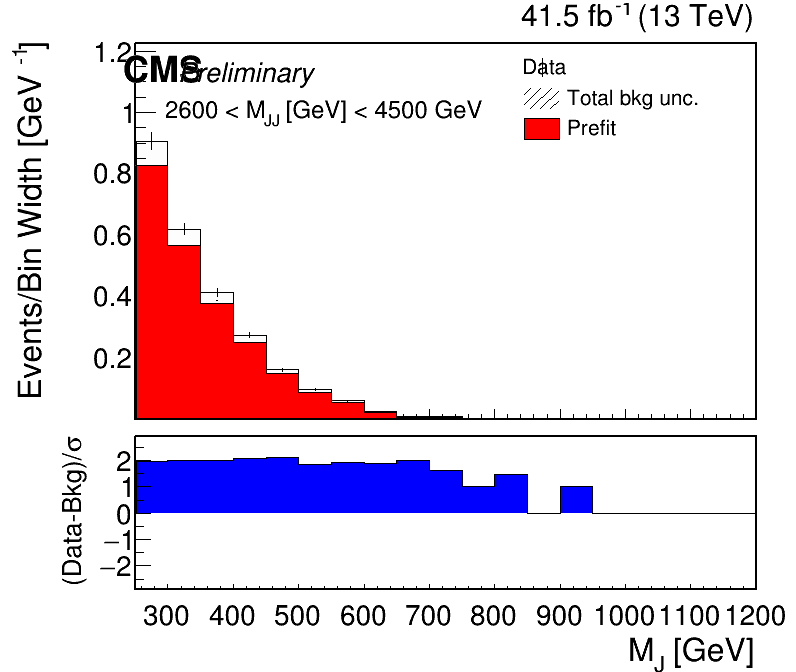 41.5 fb⁻¹ (13 TeV)
CMS Preliminary
2600 < M_JJ [GeV] < 4500 GeV
Data
Total bkg unc.
Prefit
Events/Bin Width [GeV⁻¹]
1.2
1
0.8
0.6
0.4
0.2
(Data-Bkg)/σ
2
1
0
−1
−2
300 400 500 600 700 800 900 1000 1100 1200
M_J [GeV]